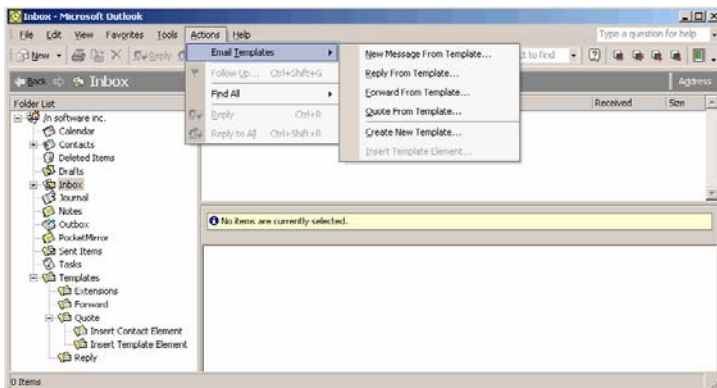 Inbox - Microsoft Outlook
File Edit View Favorites Tools Actions Help
Type a question for help
New Reply to find
Back Inbox Address
Email Templates
Follow Up... Ctrl+Shift+G
Find All
Reply Ctrl+R
Reply to All Ctrl+Shift+R
New Message From Template...
Reply From Template...
Forward From Template...
Quote From Template...
Create New Template...
Insert Template Element...
Received Size
Folder List
/n software inc.
Calendar
Contacts
Deleted Items
Drafts
Inbox
Journal
Notes
Outbox
PocketMirror
Sent Items
Tasks
Templates
Extensions
Forward
Quote
Insert Contact Element
Insert Template Element
Reply
No items are currently selected.
0 Items